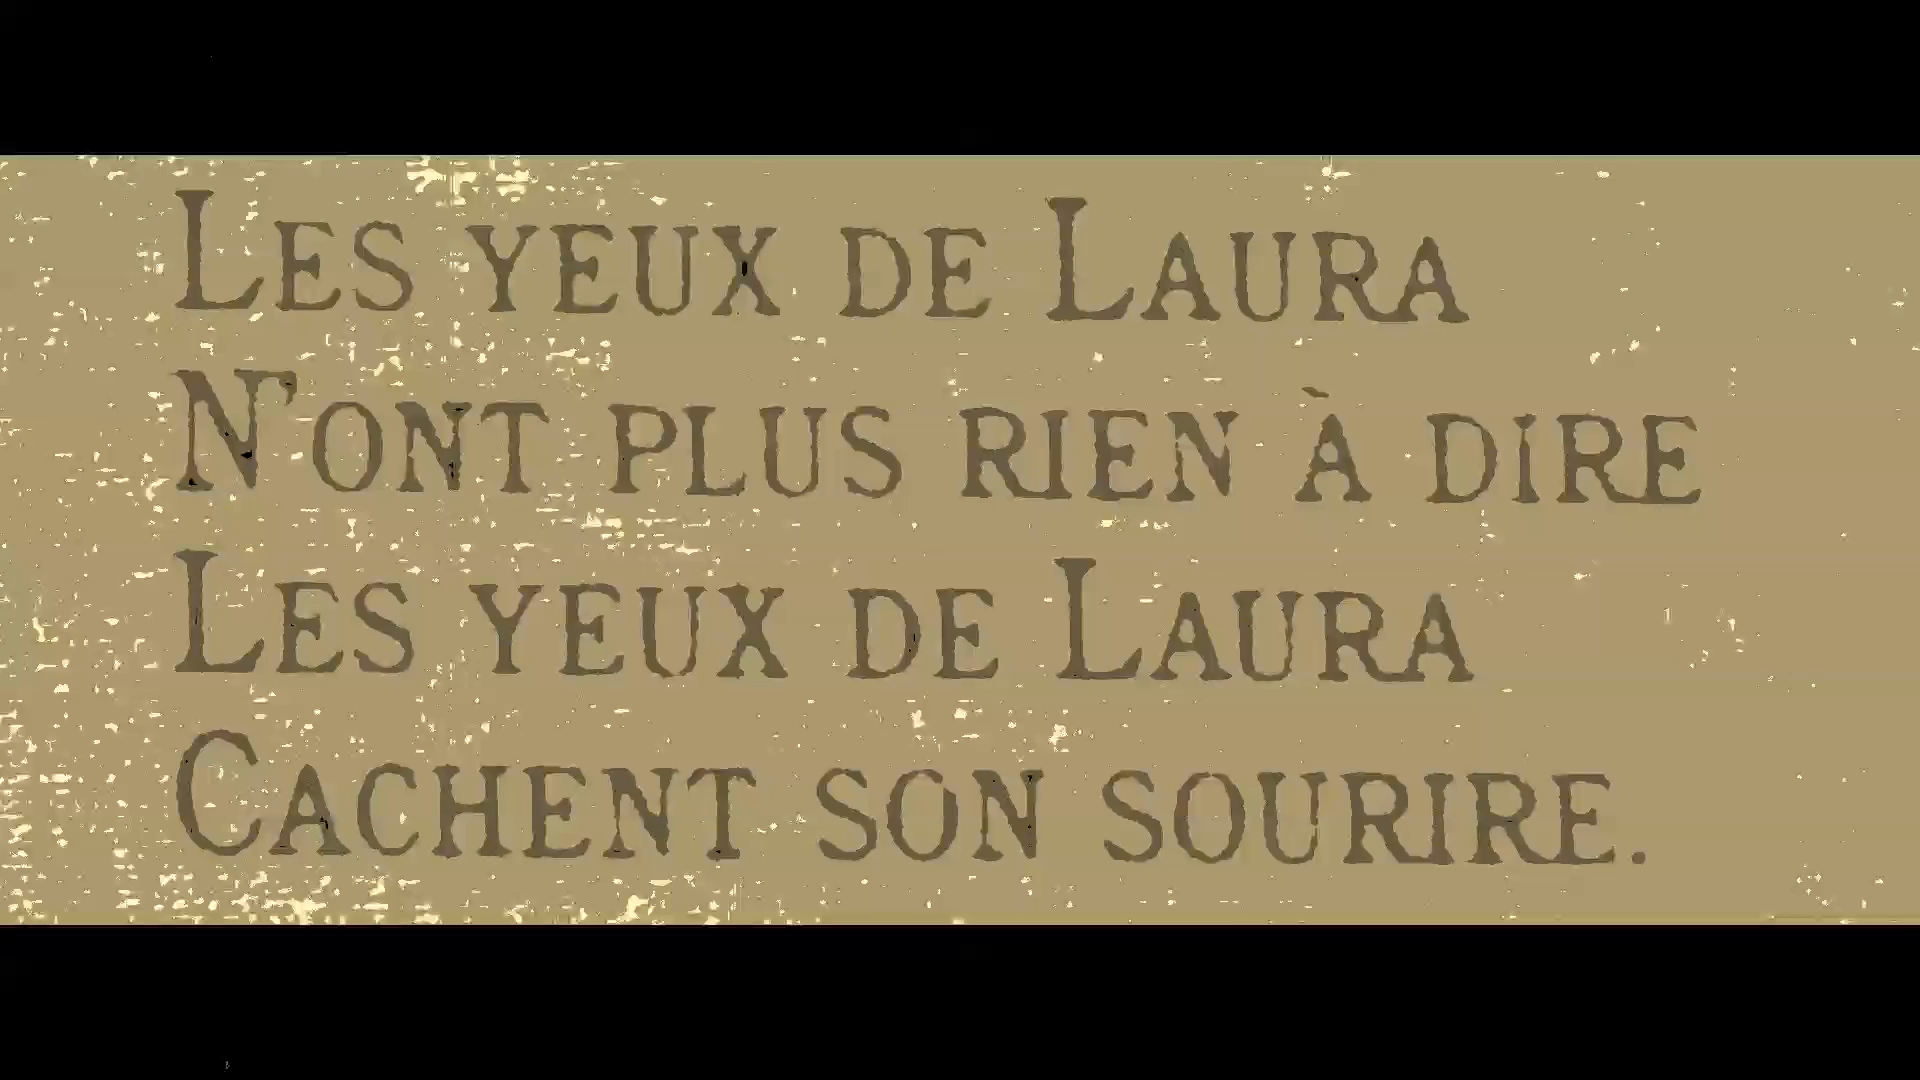 Les yeux de Laura
N'ont plus rien à dire
Les yeux de Laura
Cachent son sourire.